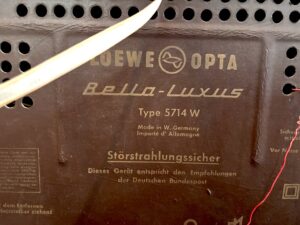 LOEWE OPTA
Bella-Luxus
Type 5714 W
Made in W. Germany
Importé d'Allemagne
Störstrahlungssicher
Dieses Gerät entspricht den Empfehlungen
der Deutschen Bundespost
Vor